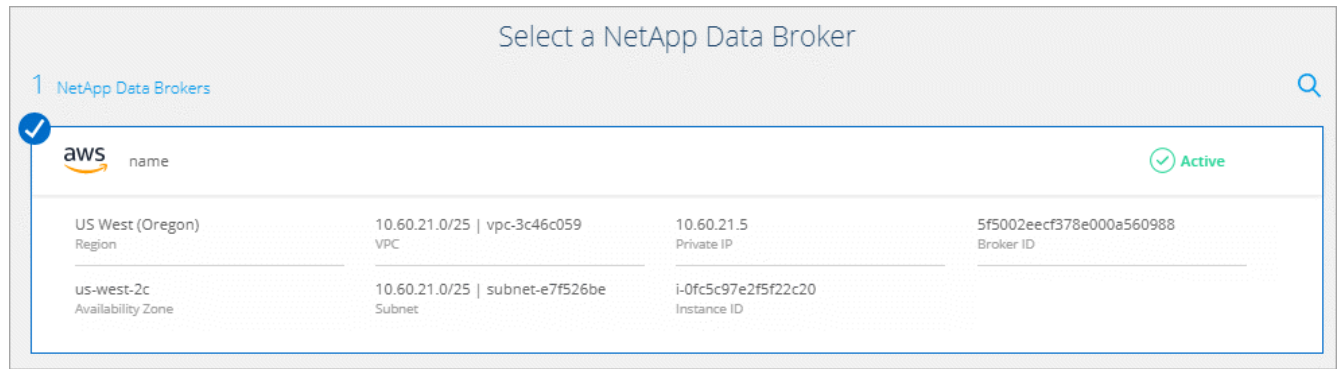 Select a NetApp Data Broker
1 NetApp Data Brokers
aws name Active
US West (Oregon) 10.60.21.0/25 | vpc-3c46c059 10.60.21.5 5f5002eecf378e000a560988
Region VPC Private IP Broker ID
us-west-2c 10.60.21.0/25 | subnet-e7f526be i-0fc5c97e2f5f22c20
Availability Zone Subnet Instance ID